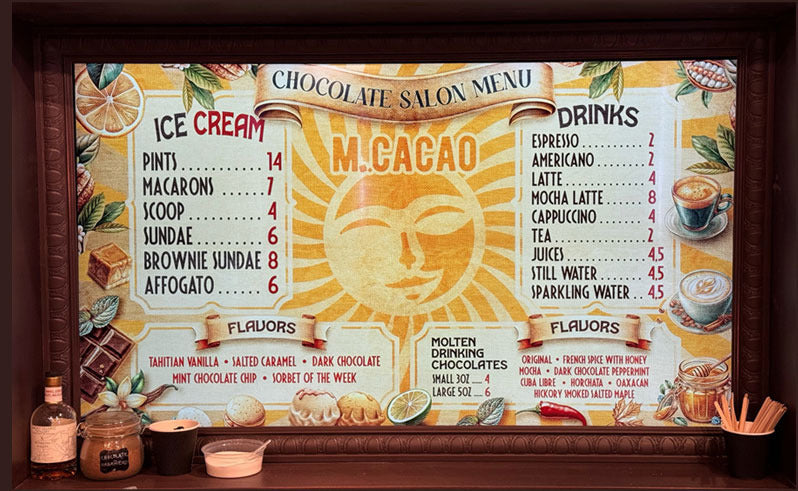 CHOCOLATE SALON MENU
M.CACAO
ICE CREAM
PINTS ........... 14
MACARONS ...... 7
SCOOP ......... 4
SUNDAE ........ 6
BROWNIE SUNDAE 8
AFFOGATO ...... 6
DRINKS
ESPRESSO .......... 2
AMERICANO ......... 2
LATTE ............. 4
MOCHA LATTE ....... 8
CAPPUCCINO ........ 4
TEA ............... 2
JUICES ............ 4,5
STILL WATER ....... 4,5
SPARKLING WATER .. 4,5
FLAVORS
TAHITIAN VANILLA • SALTED CARAMEL • DARK CHOCOLATE
MINT CHOCOLATE CHIP • SORBET OF THE WEEK
MOLTEN
DRINKING
CHOCOLATES
SMALL 3OZ ... 4
LARGE 5OZ ... 6
FLAVORS
ORIGINAL • FRENCH SPICE WITH HONEY
MOCHA • DARK CHOCOLATE PEPPERMINT
CUBA LIBRE • HORCHATA • OAXACAN
HICKORY SMOKED SALTED MAPLE
CHOCOLATE